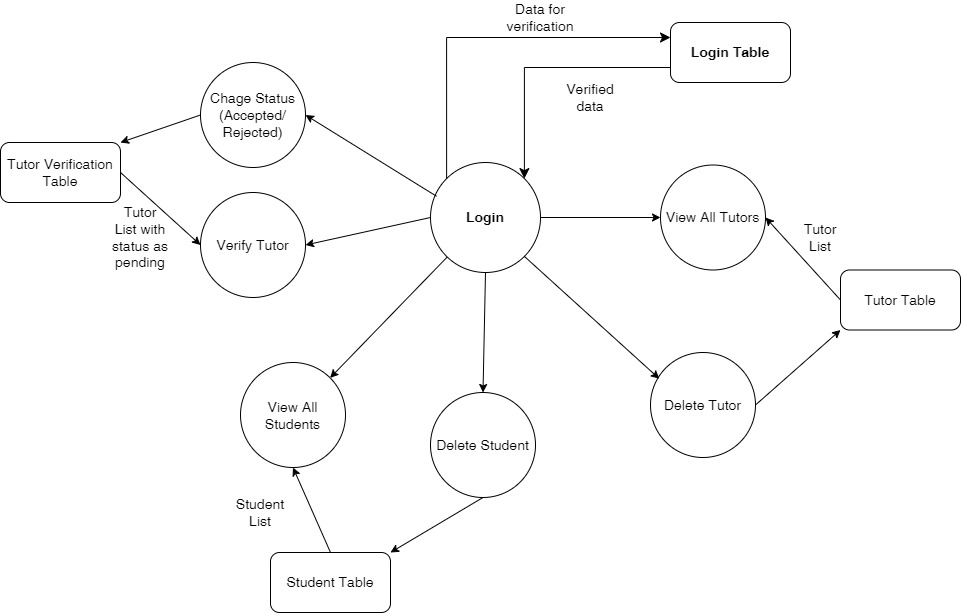 Data for
verification
Login Table
Verified
data
Chage Status
(Accepted/
Rejected)
Tutor Verification
Table
Tutor
List with
status as
pending
Verify Tutor
Login
View All Tutors
Tutor
List
Tutor Table
View All
Students
Delete Student
Delete Tutor
Student
List
Student Table